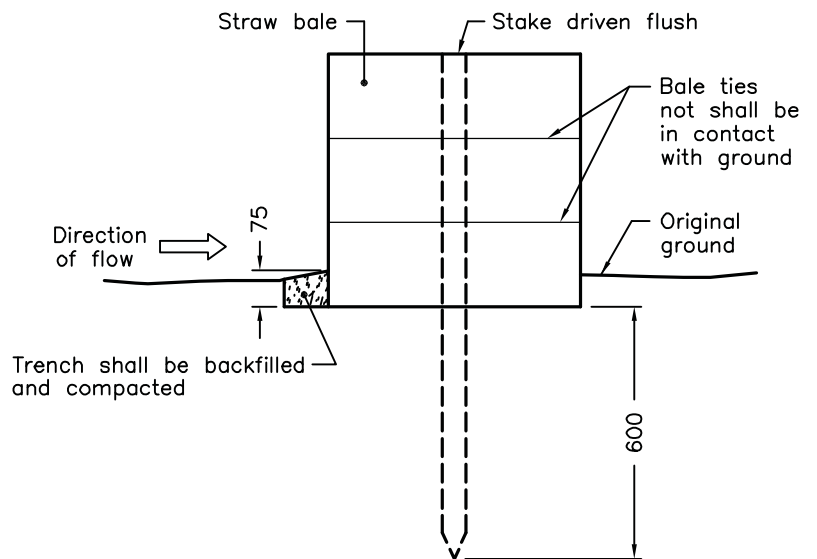 Straw bale
Stake driven flush
Bale ties
not shall be
in contact
with ground
75
Direction
of flow
Original
ground
Trench shall be backfilled
and compacted
600